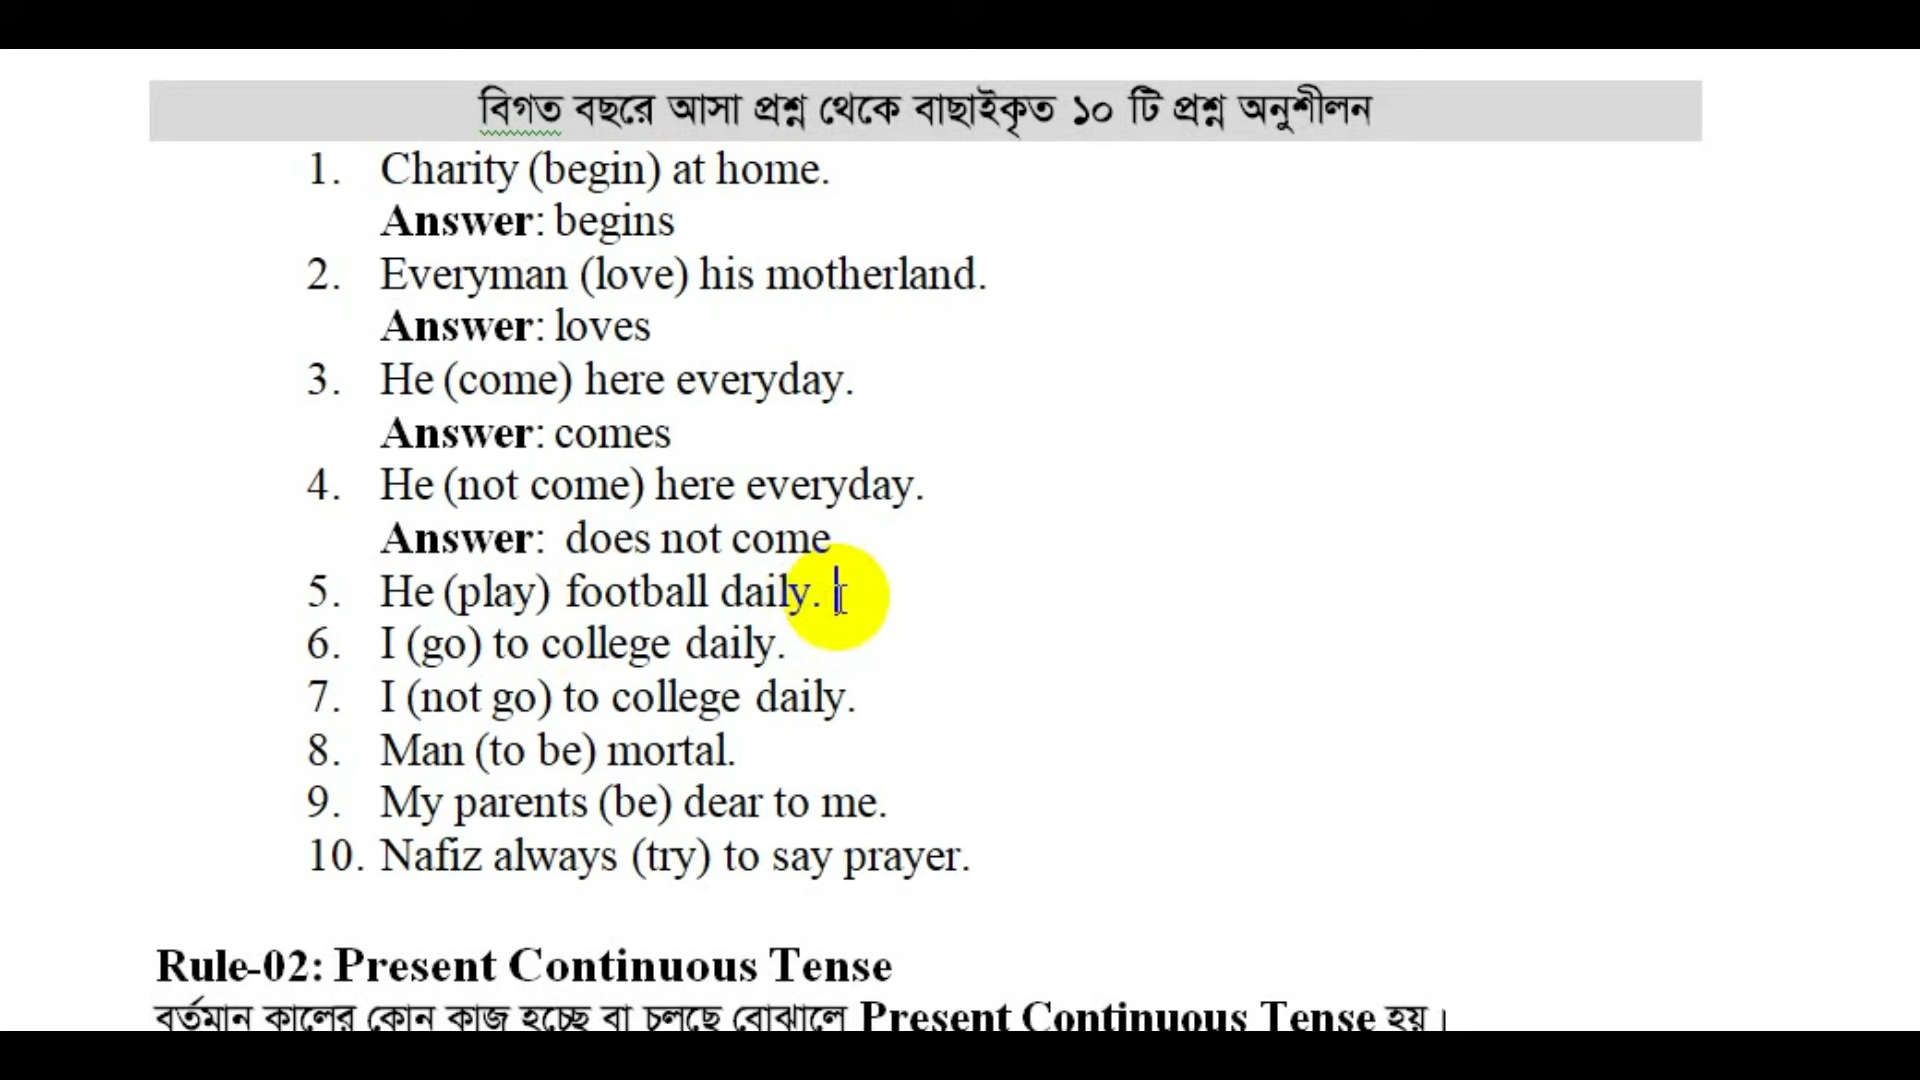 বিগত বছরে আসা প্রশ্ন থেকে বাছাইকৃত ১০ টি প্রশ্ন অনুশীলন
1. Charity (begin) at home.
Answer: begins
2. Everyman (love) his motherland.
Answer: loves
3. He (come) here everyday.
Answer: comes
4. He (not come) here everyday.
Answer: does not come
5. He (play) football daily.
6. I (go) to college daily.
7. I (not go) to college daily.
8. Man (to be) mortal.
9. My parents (be) dear to me.
10. Nafiz always (try) to say prayer.
Rule-02: Present Continuous Tense
বর্তমান কালের কোন কাজ হচ্ছে বা চলছে বোঝালে Present Continuous Tense হয়।